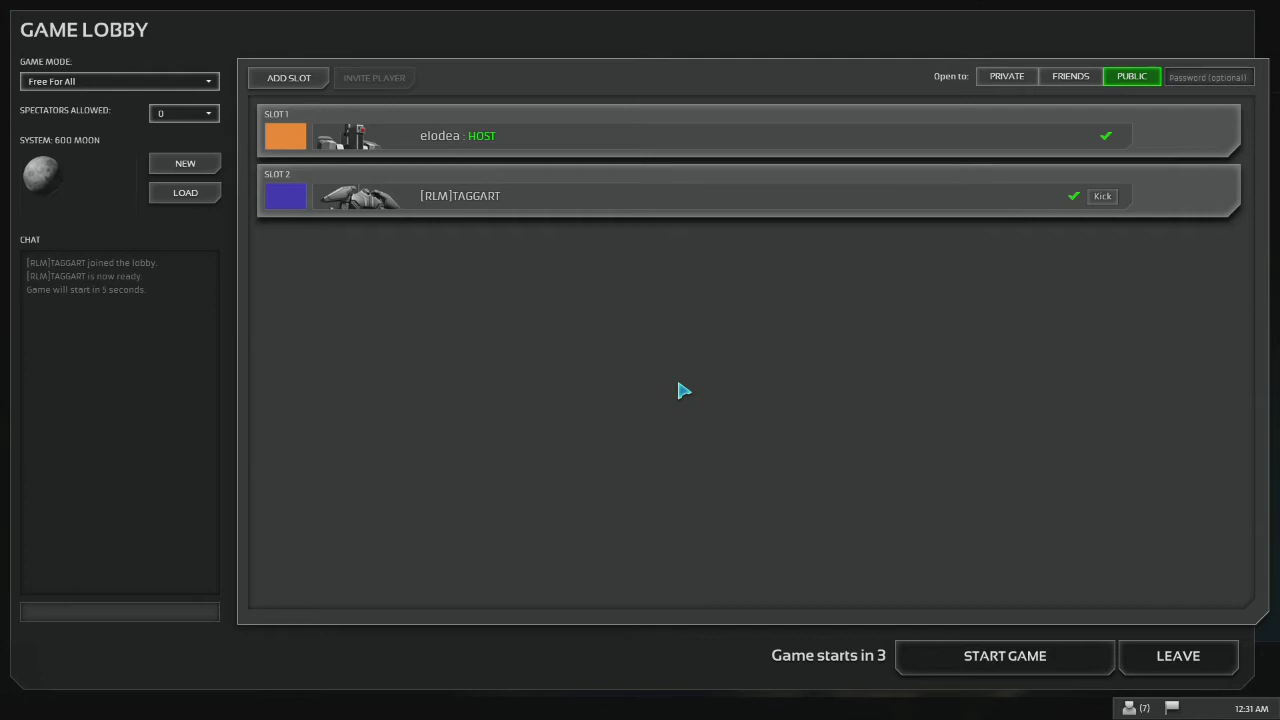 GAME LOBBY
GAME MODE:
Free For All
SPECTATORS ALLOWED:
0
SYSTEM: 600 MOON
NEW
LOAD
CHAT
[RLM]TAGGART joined the lobby.
[RLM]TAGGART is now ready.
Game will start in 5 seconds.
ADD SLOT
INVITE PLAYER
Open to:
PRIVATE
FRIENDS
PUBLIC
Password (optional)
SLOT 1
elodea : HOST
SLOT 2
[RLM]TAGGART
Kick
Game starts in 3
START GAME
LEAVE
(7)
12:31 AM